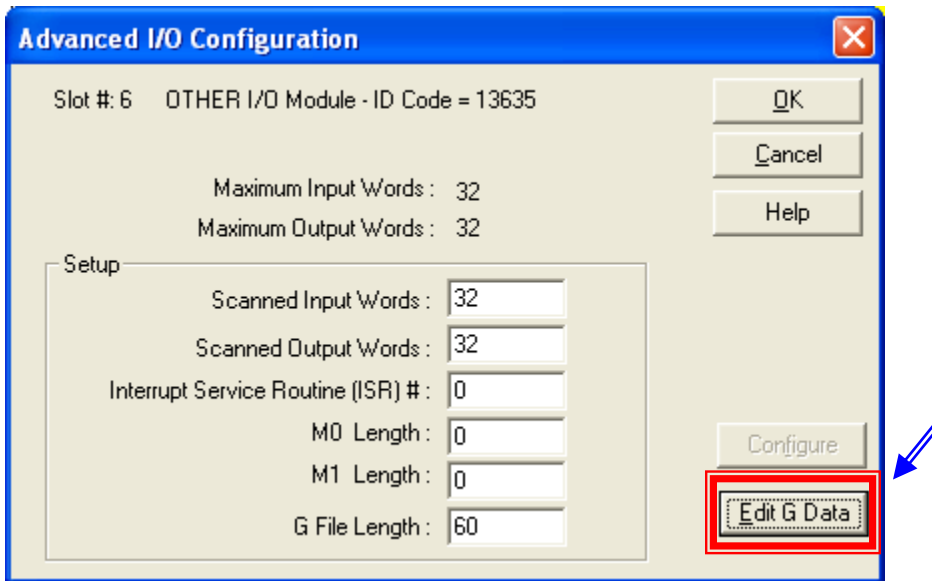 Advanced I/O Configuration
Slot #: 6 OTHER I/O Module - ID Code = 13635
OK
Cancel
Help
Maximum Input Words : 32
Maximum Output Words : 32
Setup
Scanned Input Words : 32
Scanned Output Words : 32
Interrupt Service Routine (ISR) # : 0
M0 Length : 0
M1 Length : 0
G File Length : 60
Configure
Edit G Data